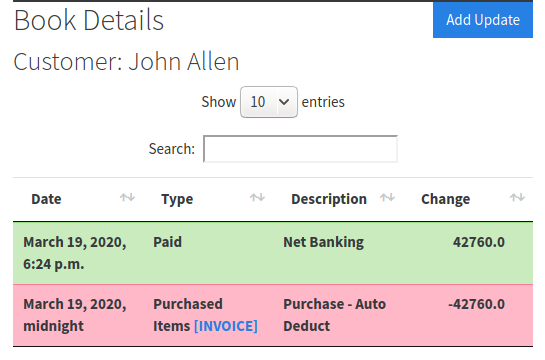 Book Details
Add Update
Customer: John Allen
Show 10 entries
Search:
Date Type Description Change
March 19, 2020, Paid Net Banking 42760.0
6:24 p.m.
March 19, 2020, Purchased Purchase - Auto -42760.0
midnight Items [INVOICE] Deduct